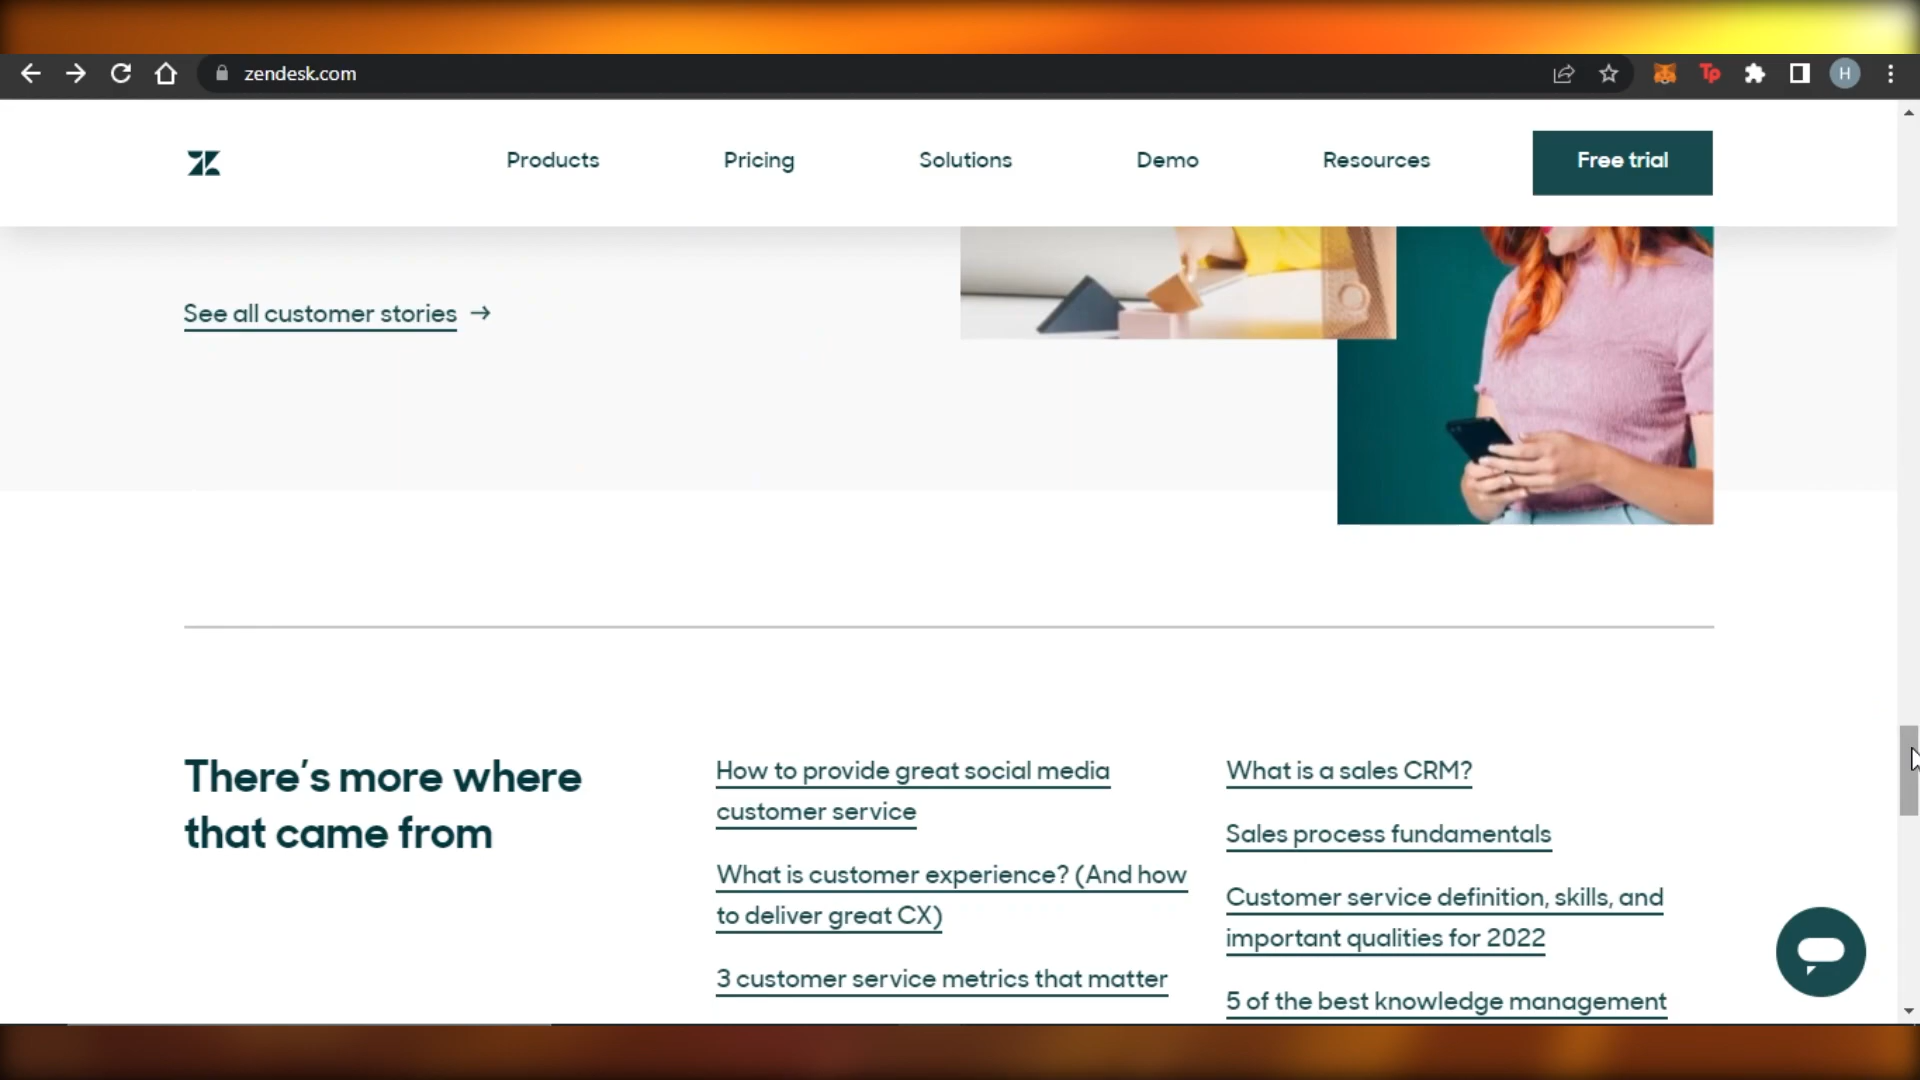 zendesk.com
Tp
H
Products
Pricing
Solutions
Demo
Resources
Free trial
See all customer stories →
There's more where
that came from
How to provide great social media
customer service
What is customer experience? (And how
to deliver great CX)
3 customer service metrics that matter
What is a sales CRM?
Sales process fundamentals
Customer service definition, skills, and
important qualities for 2022
5 of the best knowledge management